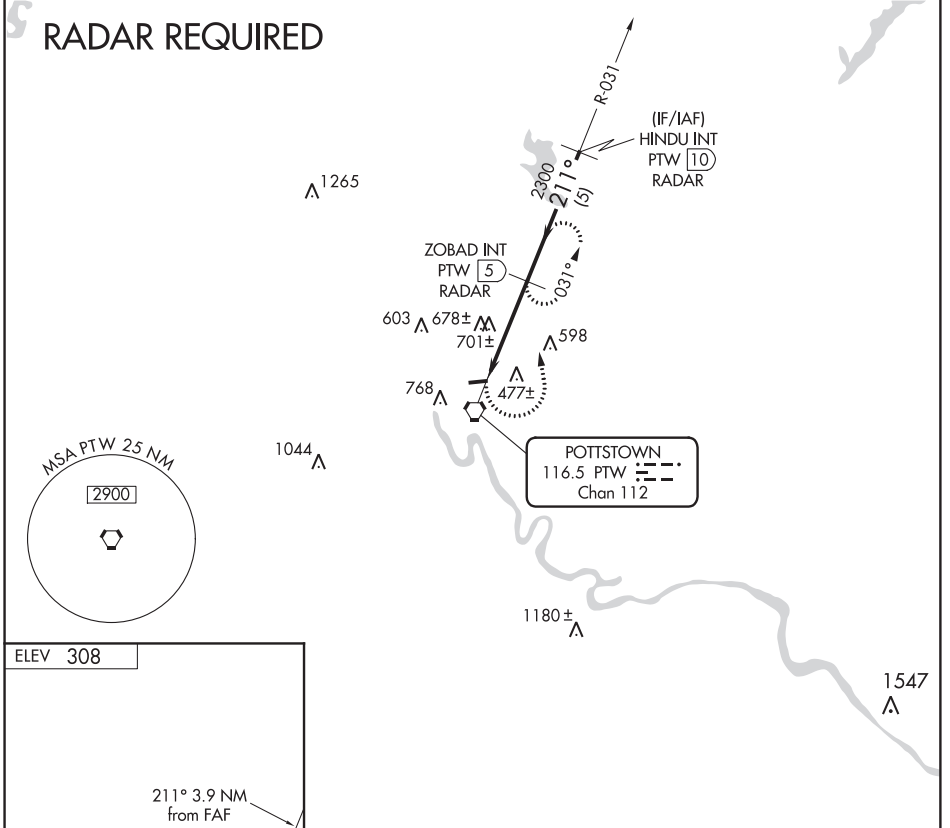 RADAR REQUIRED
R-031
(IF/IAF)
HINDU INT
PTW 10
RADAR
2300
211°
(5)
1265
ZOBAD INT
PTW 5
RADAR
031°
603
678±
701±
598
768
477±
1044
MSA PTW 25 NM
2900
POTTSTOWN
116.5 PTW
Chan 112
1180±
1547
ELEV 308
211° 3.9 NM
from FAF